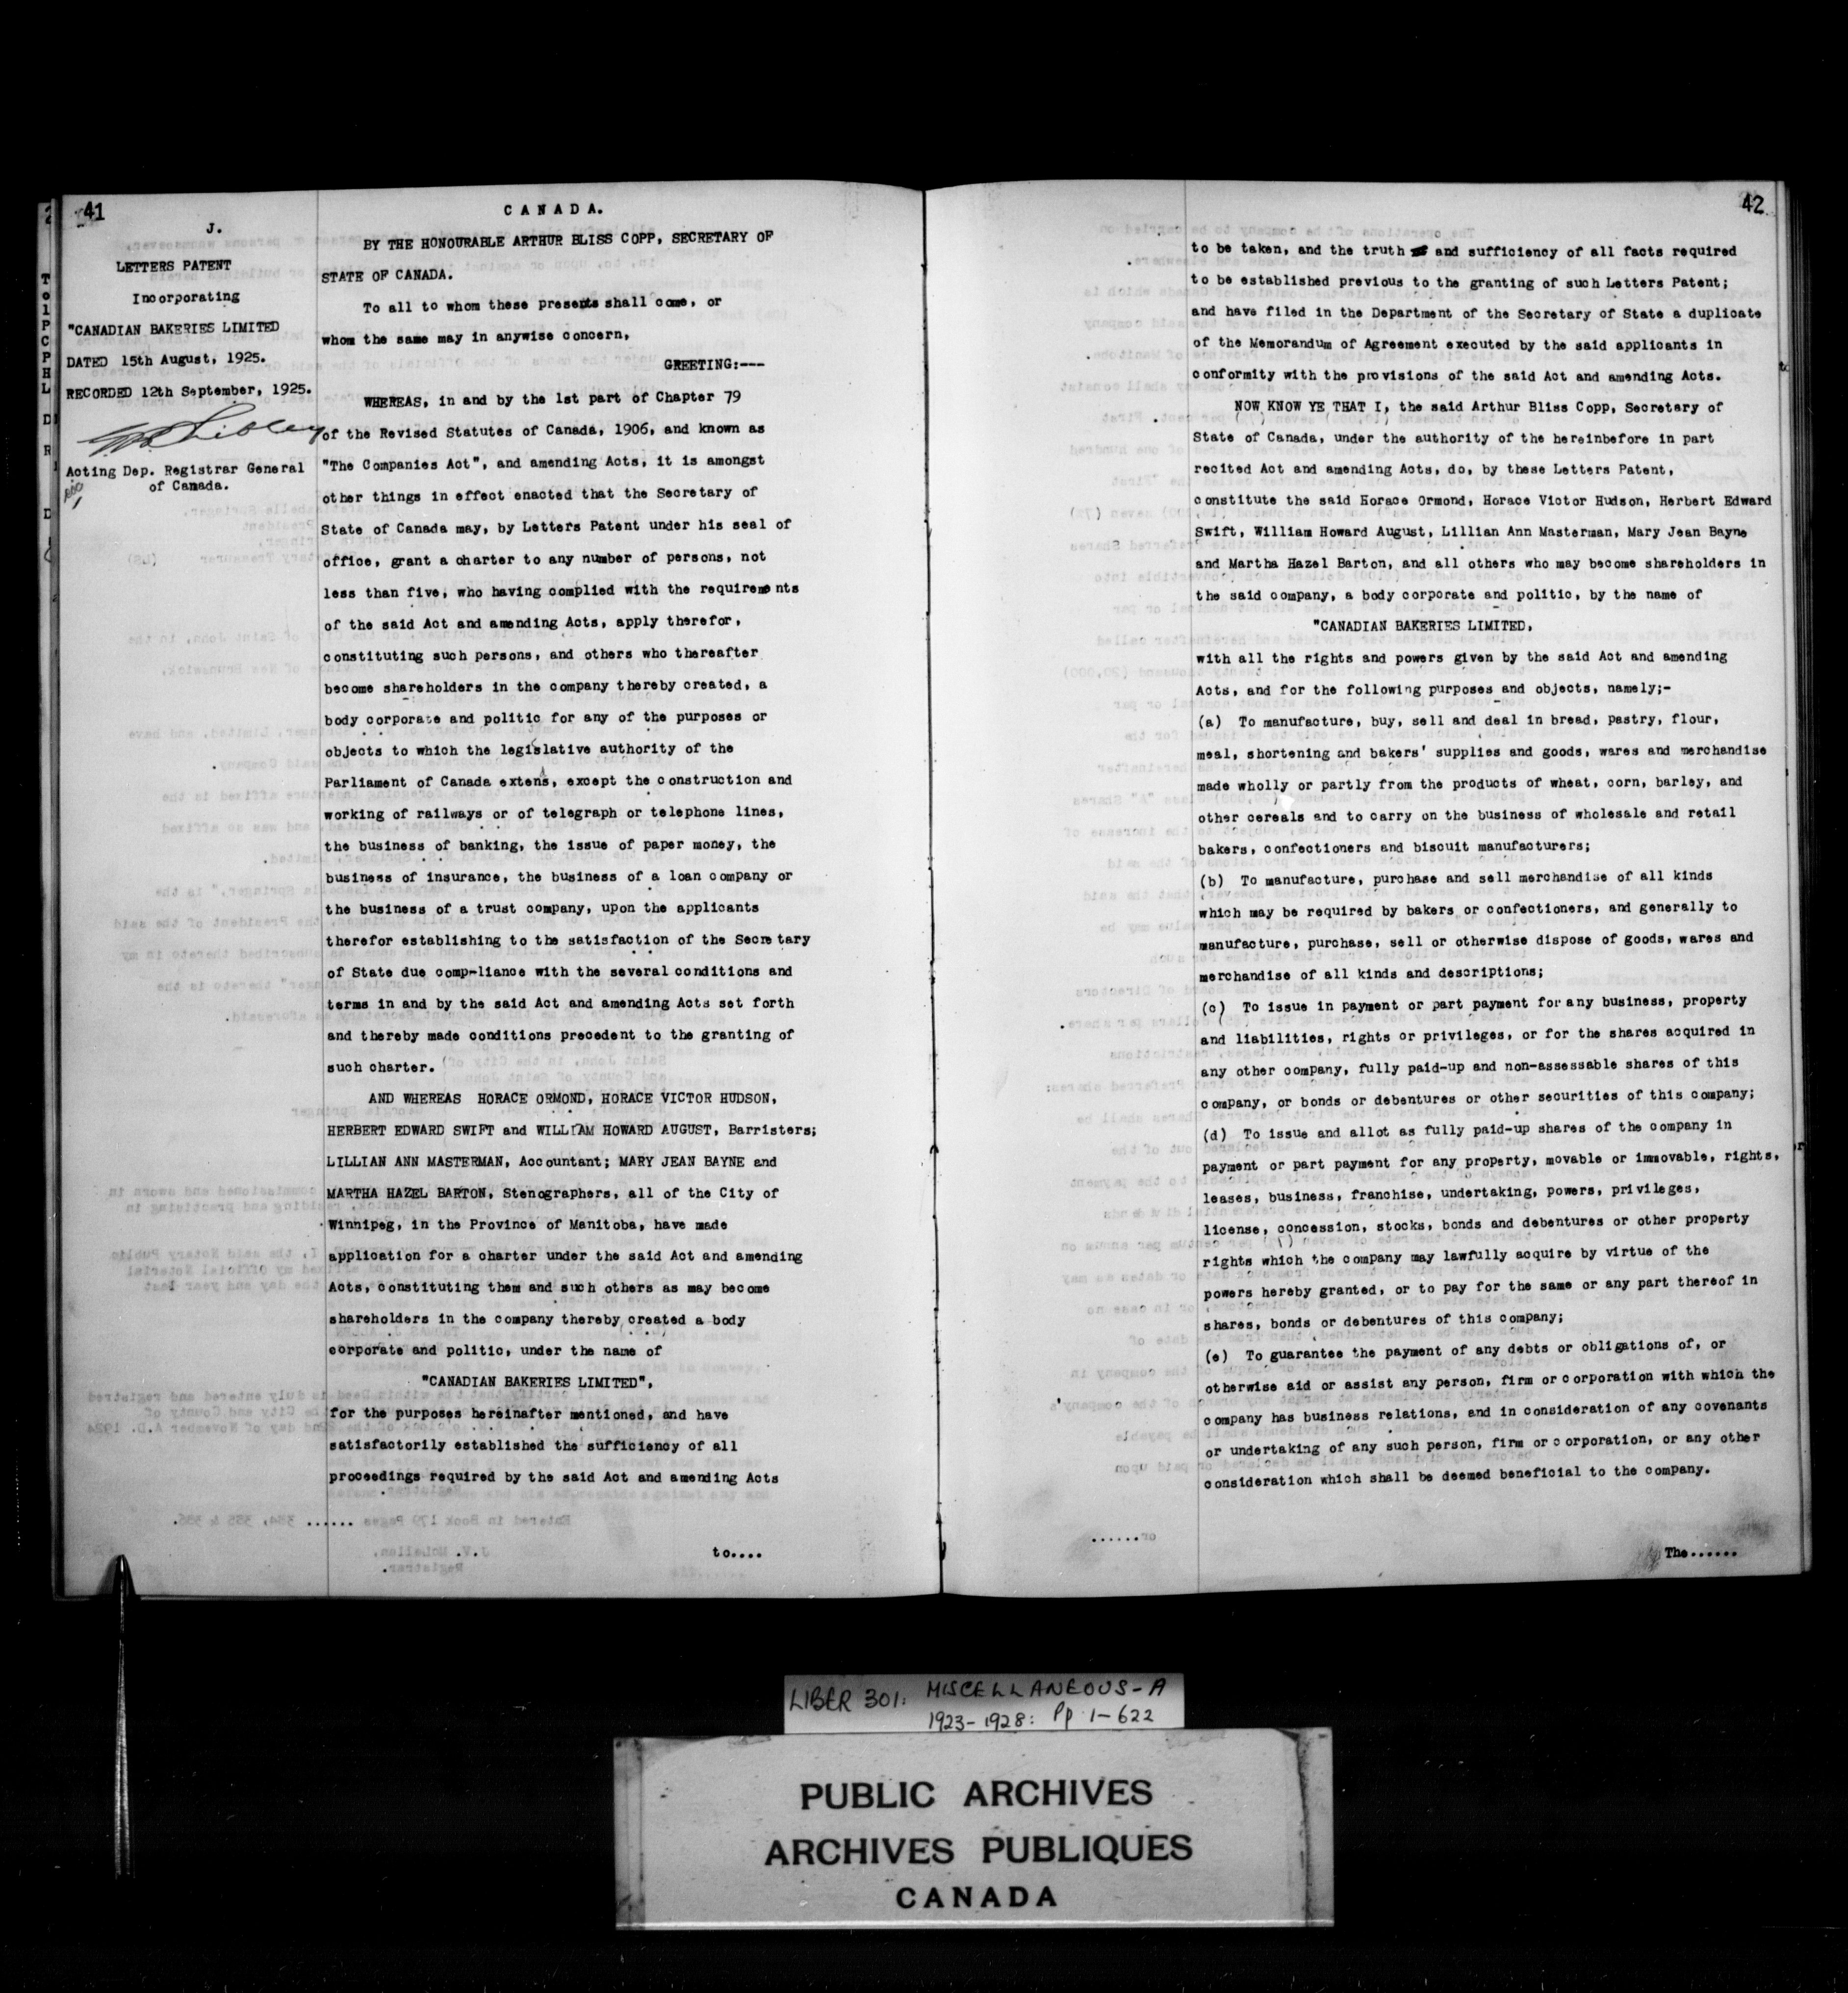 41
J.
LETTERS PATENT
Incorporating
"CANADIAN BAKERIES LIMITED
DATED 15th August, 1925.
RECORDED 12th September, 1925.
Acting Dep. Registrar General
of Canada.
CANADA.
BY THE HONOURABLE ARTHUR BLISS COPP, SECRETARY OF
STATE OF CANADA.
To all to whom these presents shall come, or
whom the same may in anywise concern,
GREETING:---
WHEREAS, in and by the 1st part of Chapter 79
of the Revised Statutes of Canada, 1906, and known as
"The Companies Act", and amending Acts, it is amongst
other things in effect enacted that the Secretary of
State of Canada may, by Letters Patent under his seal of
office, grant a charter to any number of persons, not
less than five, who having complied with the requirements
of the said Act and amending Acts, apply therefor,
constituting such persons, and others who thereafter
become shareholders in the company thereby created, a
body corporate and politic for any of the purposes or
objects to which the legislative authority of the
Parliament of Canada extens, except the construction and
working of railways or of telegraph or telephone lines,
the business of banking, the issue of paper money, the
business of insurance, the business of a loan company or
the business of a trust company, upon the applicants
therefor establishing to the satisfaction of the Secretary
of State due comp-liance with the several conditions and
terms in and by the said Act and amending Acts set forth
and thereby made conditions precedent to the granting of
such charter.
AND WHEREAS HORACE ORMOND, HORACE VICTOR HUDSON,
HERBERT EDWARD SWIFT and WILLIAM HOWARD AUGUST, Barristers;
LILLIAN ANN MASTERMAN, Accountant; MARY JEAN BAYNE and
MARTHA HAZEL BARTON, Stenographers, all of the City of
Winnipeg, in the Province of Manitoba, have made
application for a charter under the said Act and amending
Acts, constituting them and such others as may become
shareholders in the company thereby created a body
corporate and politic, under the name of
"CANADIAN BAKERIES LIMITED",
for the purposes hereinafter mentioned, and have
satisfactorily established the sufficiency of all
proceedings required by the said Act and amending Acts
to....
42
to be taken, and the truth and sufficiency of all facts required
to be established previous to the granting of such Letters Patent;
and have filed in the Department of the Secretary of State a duplicate
of the Memorandum of Agreement executed by the said applicants in
conformity with the provisions of the said Act and amending Acts.
NOW KNOW YE THAT I, the said Arthur Bliss Copp, Secretary of
State of Canada, under the authority of the hereinbefore in part
recited Act and amending Acts, do, by these Letters Patent,
constitute the said Horace Ormond, Horace Victor Hudson, Herbert Edward
Swift, William Howard August, Lillian Ann Masterman, Mary Jean Bayne
and Martha Hazel Barton, and all others who may become shareholders in
the said company, a body corporate and politic, by the name of
"CANADIAN BAKERIES LIMITED,
with all the rights and powers given by the said Act and amending
Acts, and for the following purposes and objects, namely;-
(a) To manufacture, buy, sell and deal in bread, pastry, flour,
meal, shortening and bakers' supplies and goods, wares and merchandise
made wholly or partly from the products of wheat, corn, barley, and
other cereals and to carry on the business of wholesale and retail
bakers, confectioners and biscuit manufacturers;
(b) To manufacture, purchase and sell merchandise of all kinds
which may be required by bakers or confectioners, and generally to
manufacture, purchase, sell or otherwise dispose of goods, wares and
merchandise of all kinds and descriptions;
(c) To issue in payment or part payment for any business, property
and liabilities, rights or privileges, or for the shares acquired in
any other company, fully paid-up and non-assessable shares of this
company, or bonds or debentures or other securities of this company;
(d) To issue and allot as fully paid-up shares of the company in
payment or part payment for any property, movable or immovable, rights,
leases, business, franchise, undertaking, powers, privileges,
license, concession, stocks, bonds and debentures or other property
rights which the company may lawfully acquire by virtue of the
powers hereby granted, or to pay for the same or any part thereof in
shares, bonds or debentures of this company;
(e) To guarantee the payment of any debts or obligations of, or
otherwise aid or assist any person, firm or corporation with which the
company has business relations, and in consideration of any covenants
or undertaking of any such person, firm or corporation, or any other
consideration which shall be deemed beneficial to the company.
The......
LIBER 301: MISCELLANEOUS-A
1923-1928: Pp 1-622
PUBLIC ARCHIVES
ARCHIVES PUBLIQUES
CANADA